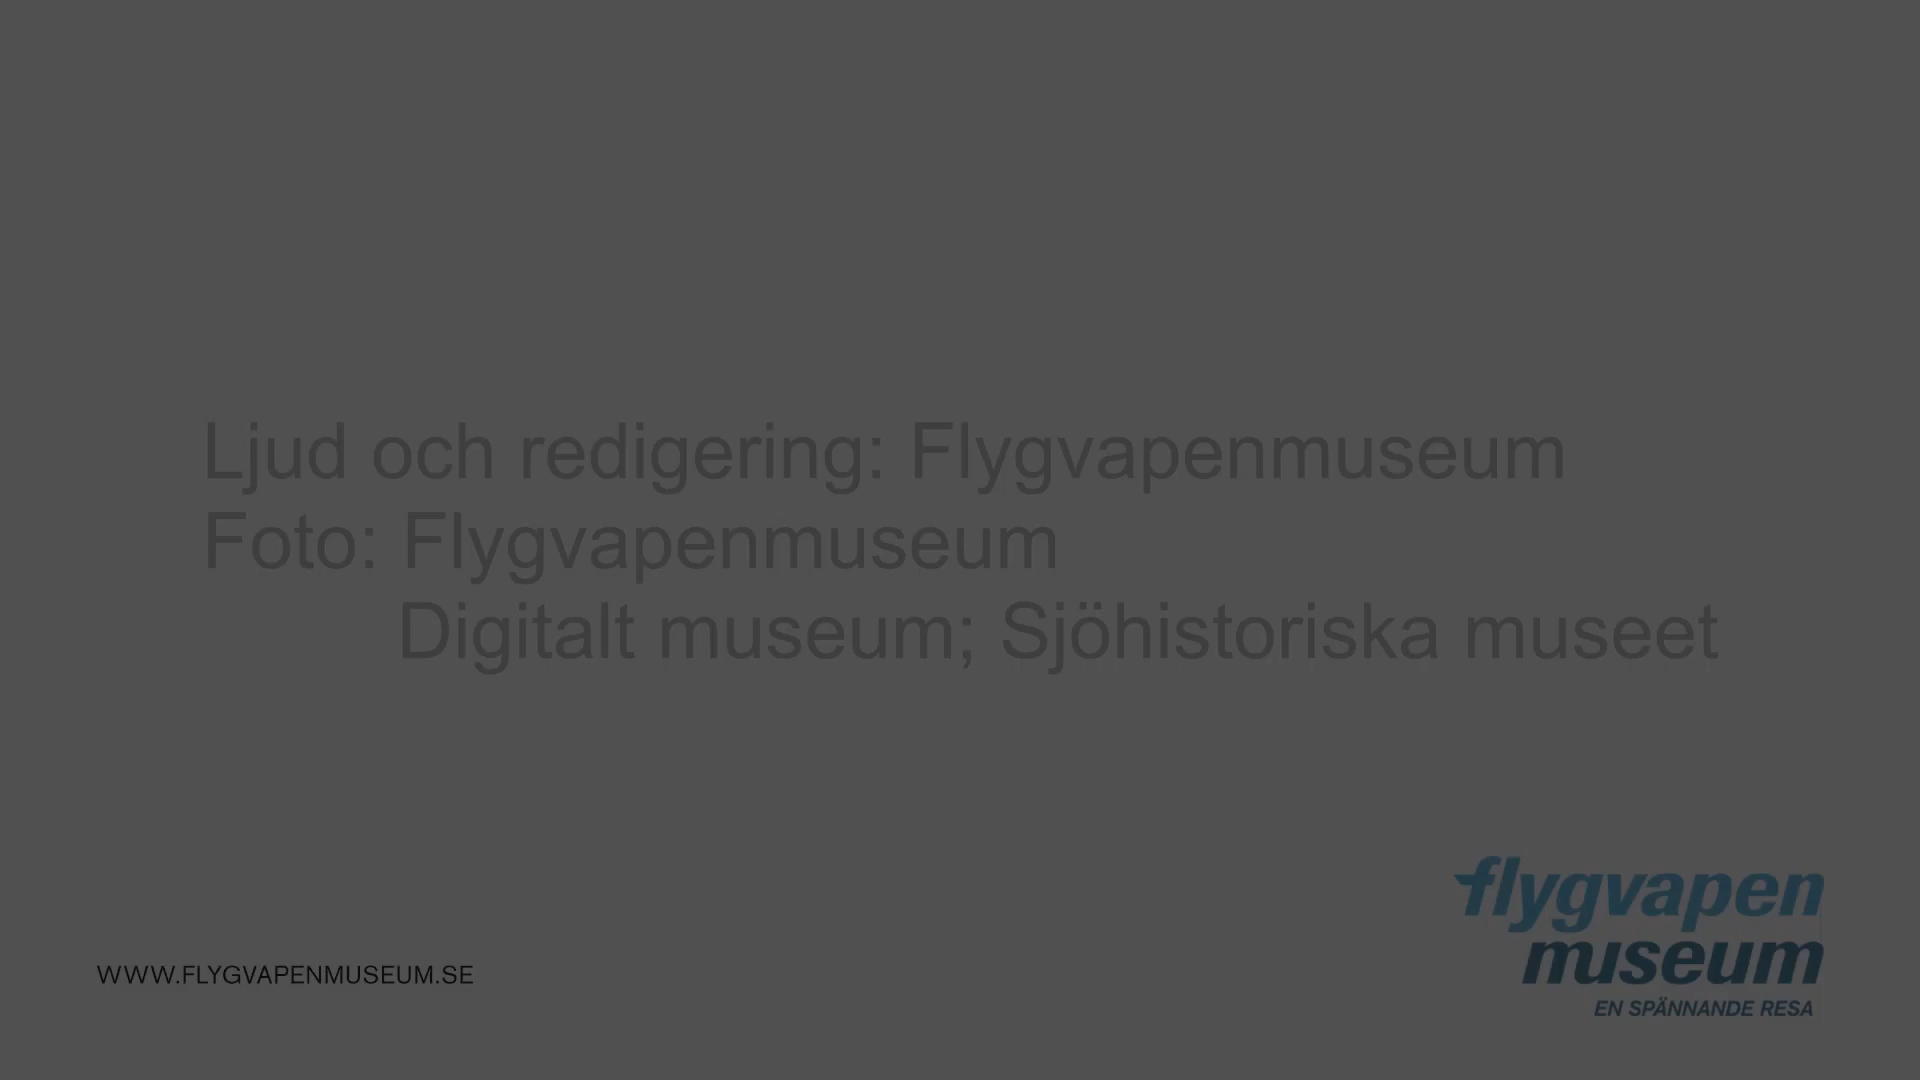 Ljud och redigering: Flygvapenmuseum
Foto: Flygvapenmuseum
Digitalt museum; Sjöhistoriska museet
flygvapen
museum
EN SPÄNNANDE RESA
WWW.FLYGVAPENMUSEUM.SE